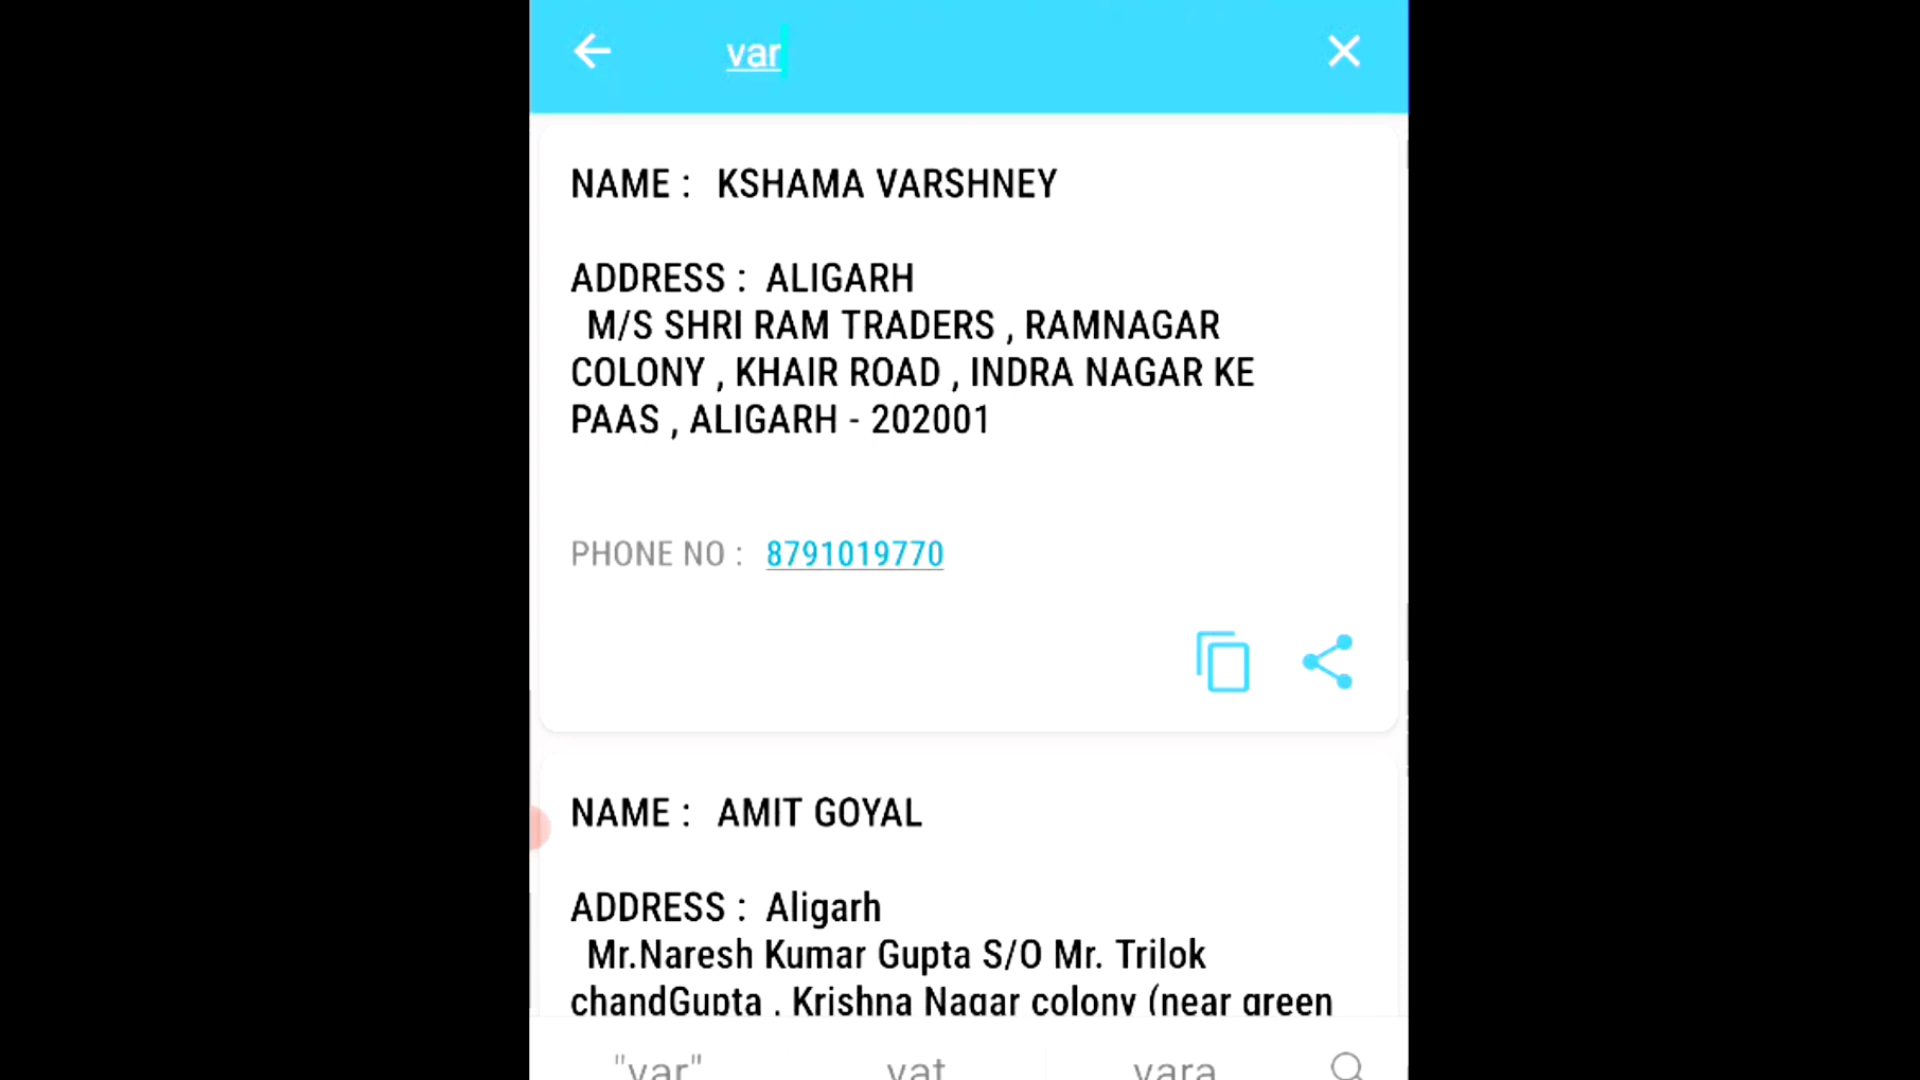 var
NAME : KSHAMA VARSHNEY
ADDRESS : ALIGARH
M/S SHRI RAM TRADERS , RAMNAGAR
COLONY , KHAIR ROAD , INDRA NAGAR KE
PAAS , ALIGARH - 202001
PHONE NO : 8791019770
NAME : AMIT GOYAL
ADDRESS : Aligarh
Mr.Naresh Kumar Gupta S/O Mr. Trilok
chandGupta , Krishna Nagar colony (near green
"var" vat vara